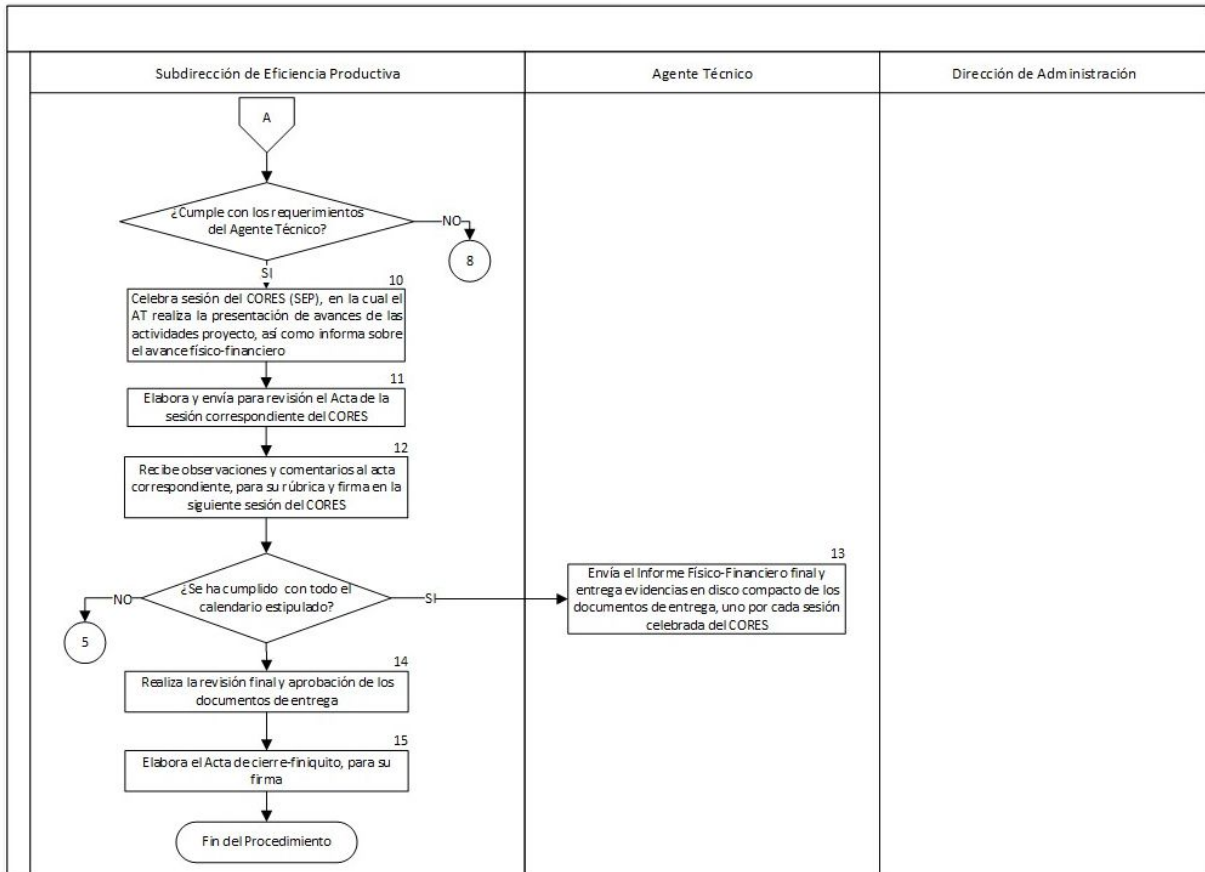 Subdirección de Eficiencia Productiva
Agente Técnico
Dirección de Administración
A
¿Cumple con los requerimientos
del Agente Técnico?
NO
8
SI
10
Celebra sesión del CORES (SEP), en la cual el
AT realiza la presentación de avances de las
actividades proyecto, así como informa sobre
el avance físico-financiero
11
Elabora y envía para revisión el Acta de la
sesión correspondiente del CORES
12
Recibe observaciones y comentarios al acta
correspondiente, para su rúbrica y firma en la
siguiente sesión del CORES
¿Se ha cumplido con todo el
calendario estipulado?
NO
5
SI
13
Envía el Informe Físico-Financiero final y
entrega evidencias en disco compacto de los
documentos de entrega, uno por cada sesión
celebrada del CORES
14
Realiza la revisión final y aprobación de los
documentos de entrega
15
Elabora el Acta de cierre-finiquito, para su
firma
Fin del Procedimiento